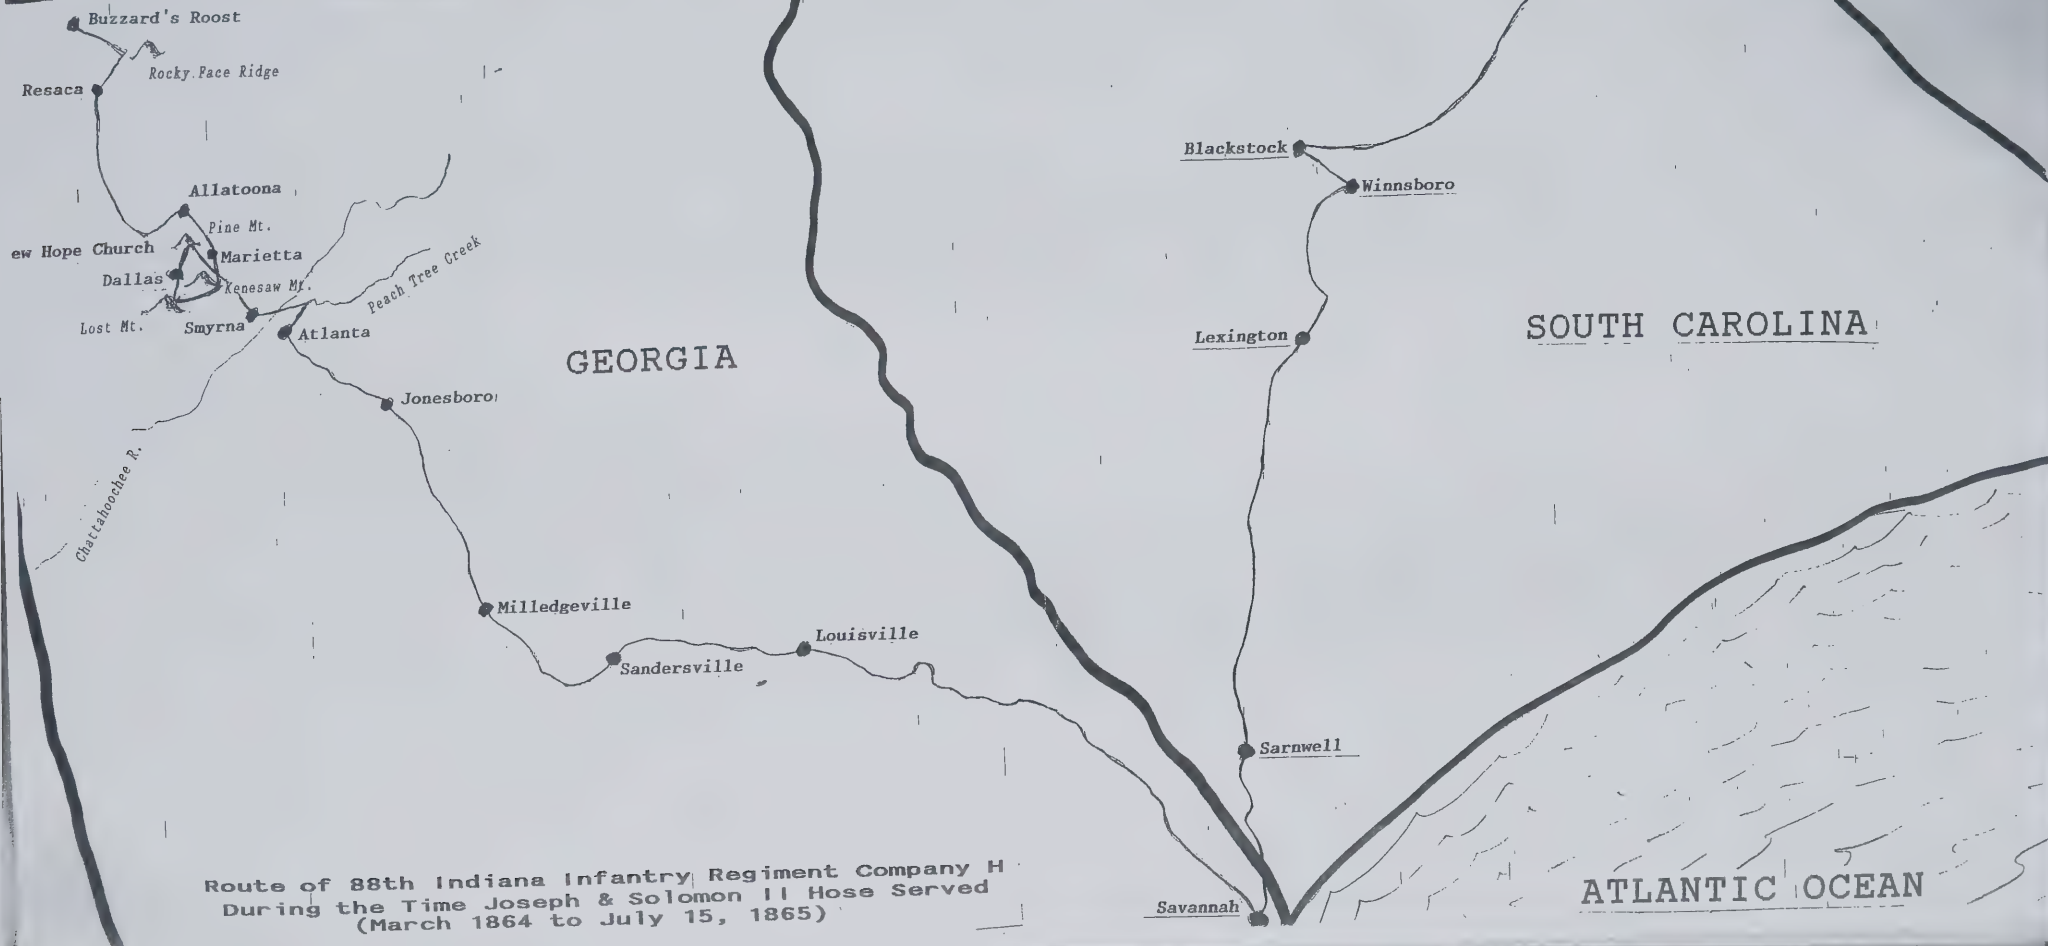 Buzzard's Roost
Rocky Face Ridge
Resaca
Blackstock
Winnsboro
Allatoona
Pine Mt.
ew Hope Church
Marietta
Dallas
Kenesaw Mt.
Peach Tree Creek
Lost Mt.
Smyrna
Atlanta
Lexington
SOUTH CAROLINA
GEORGIA
Jonesboro
Chattahoochee R.
Milledgeville
Louisville
Sandersville
Sarnwell
Route of 88th Indiana Infantry Regiment Company H
During the Time Joseph & Solomon II Hose Served
(March 1864 to July 15, 1865)
Savannah
ATLANTIC OCEAN